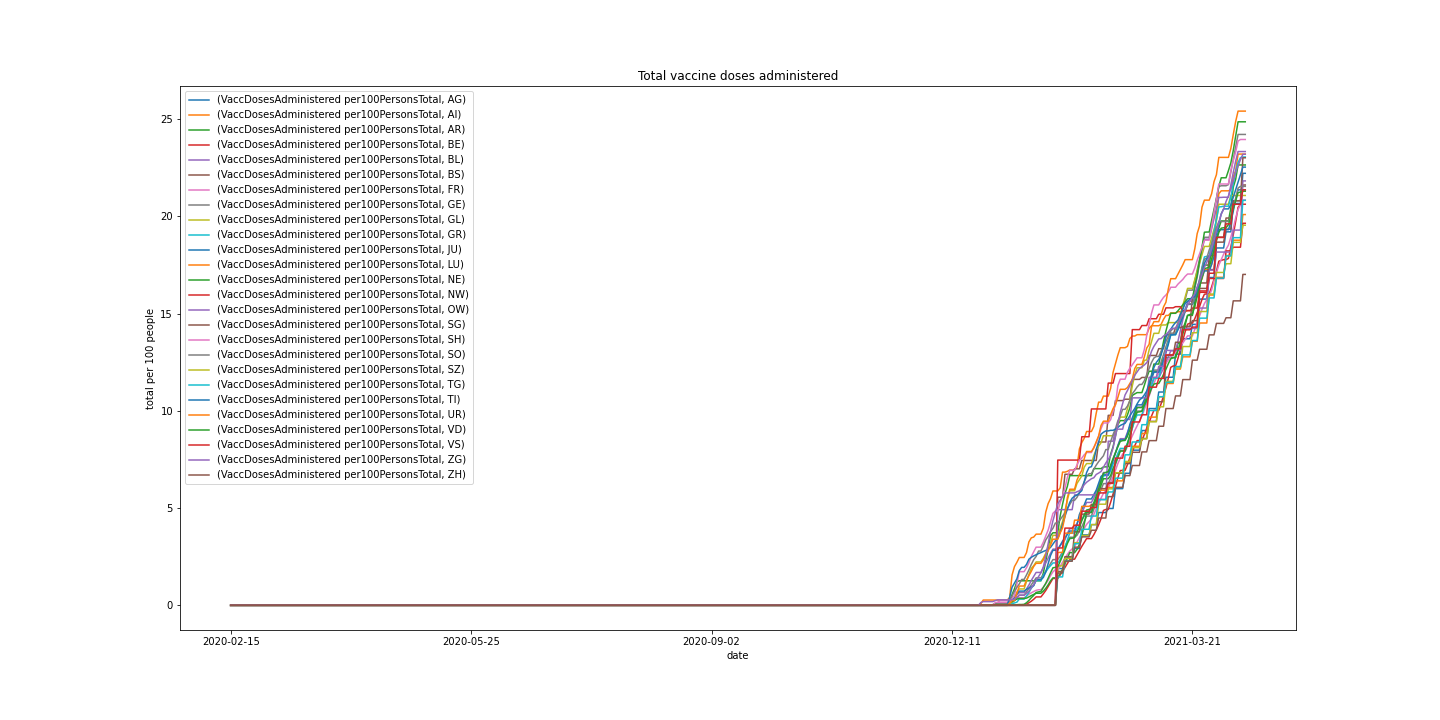 Total vaccine doses administered
(VaccDosesAdministered per100PersonsTotal, AG)
(VaccDosesAdministered per100PersonsTotal, AI)
(VaccDosesAdministered per100PersonsTotal, AR)
(VaccDosesAdministered per100PersonsTotal, BE)
(VaccDosesAdministered per100PersonsTotal, BL)
(VaccDosesAdministered per100PersonsTotal, BS)
(VaccDosesAdministered per100PersonsTotal, FR)
(VaccDosesAdministered per100PersonsTotal, GE)
(VaccDosesAdministered per100PersonsTotal, GL)
(VaccDosesAdministered per100PersonsTotal, GR)
(VaccDosesAdministered per100PersonsTotal, JU)
(VaccDosesAdministered per100PersonsTotal, LU)
(VaccDosesAdministered per100PersonsTotal, NE)
(VaccDosesAdministered per100PersonsTotal, NW)
(VaccDosesAdministered per100PersonsTotal, OW)
(VaccDosesAdministered per100PersonsTotal, SG)
(VaccDosesAdministered per100PersonsTotal, SH)
(VaccDosesAdministered per100PersonsTotal, SO)
(VaccDosesAdministered per100PersonsTotal, SZ)
(VaccDosesAdministered per100PersonsTotal, TG)
(VaccDosesAdministered per100PersonsTotal, TI)
(VaccDosesAdministered per100PersonsTotal, UR)
(VaccDosesAdministered per100PersonsTotal, VD)
(VaccDosesAdministered per100PersonsTotal, VS)
(VaccDosesAdministered per100PersonsTotal, ZG)
(VaccDosesAdministered per100PersonsTotal, ZH)
total per 100 people
25
20
15
10
5
0
2020-02-15
2020-05-25
2020-09-02
2020-12-11
2021-03-21
date